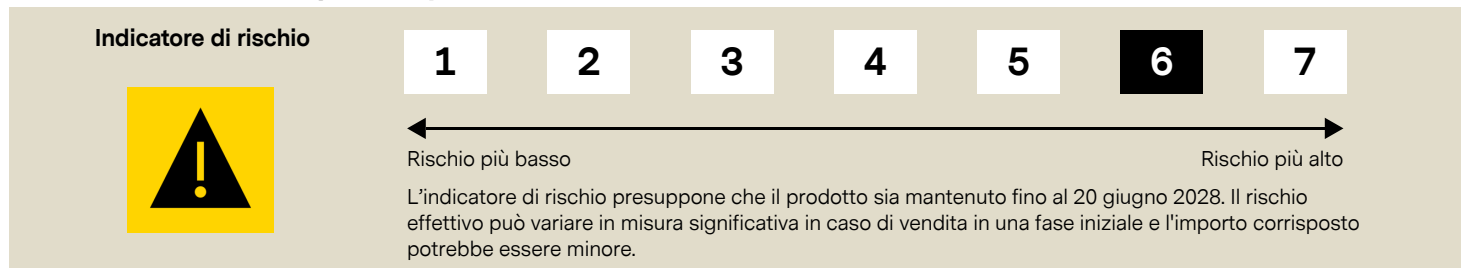 Indicatore di rischio
1 2 3 4 5 6 7
Rischio più basso Rischio più alto
L'indicatore di rischio presuppone che il prodotto sia mantenuto fino al 20 giugno 2028. Il rischio
effettivo può variare in misura significativa in caso di vendita in una fase iniziale e l'importo corrisposto
potrebbe essere minore.